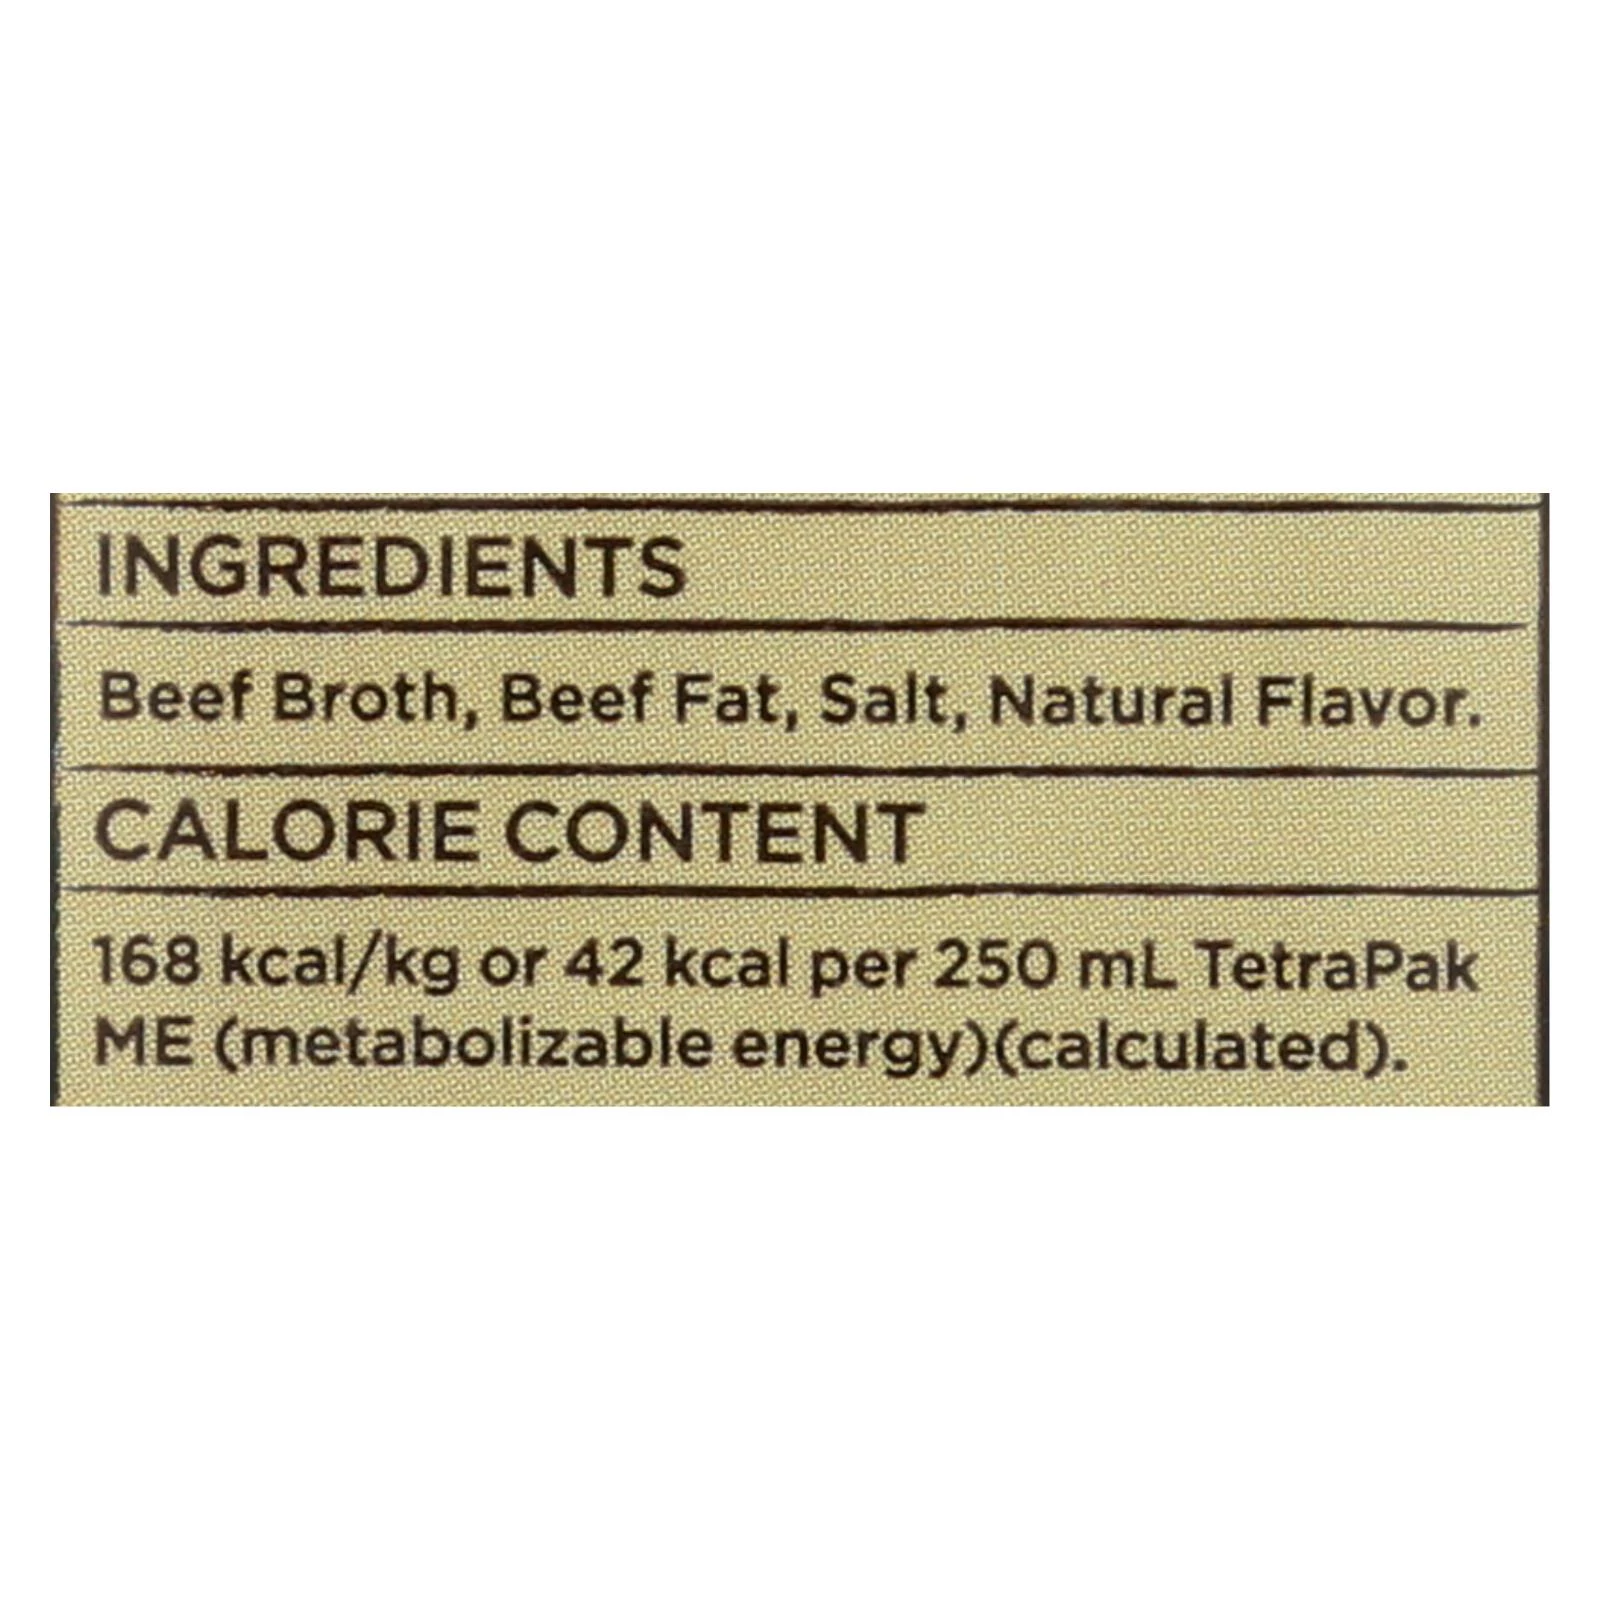 INGREDIENTS
Beef Broth, Beef Fat, Salt, Natural Flavor.
CALORIE CONTENT
168 kcal/kg or 42 kcal per 250 mL TetraPak
ME (metabolizable energy)(calculated).